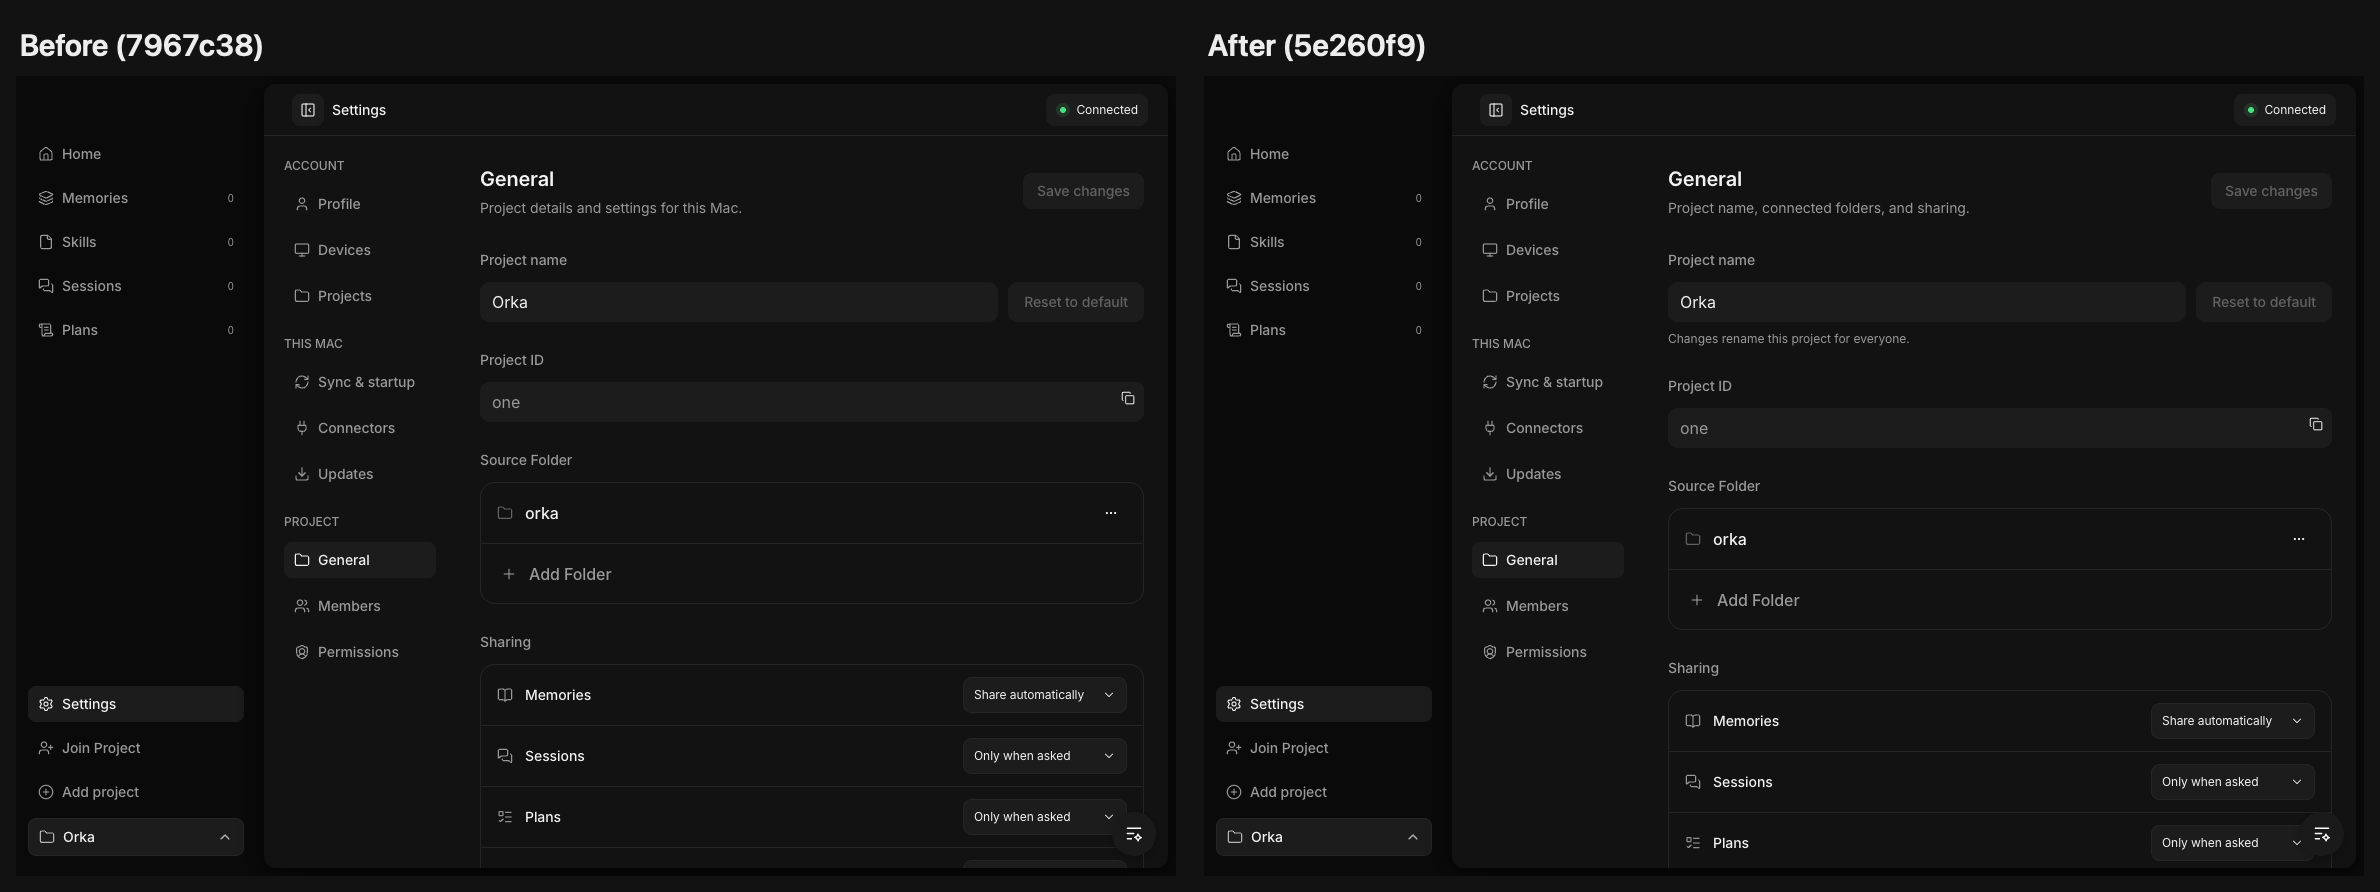 Before (7967c38)
Home
Memories 0
Skills 0
Sessions 0
Plans 0
Settings
Join Project
Add project
Orka
Settings
Connected
ACCOUNT
Profile
Devices
Projects
THIS MAC
Sync & startup
Connectors
Updates
PROJECT
General
Members
Permissions
General
Project details and settings for this Mac.
Save changes
Project name
Orka
Reset to default
Project ID
one
Source Folder
orka
Add Folder
Sharing
Memories Share automatically
Sessions Only when asked
Plans Only when asked
After (5e260f9)
Home
Memories 0
Skills 0
Sessions 0
Plans 0
Settings
Join Project
Add project
Orka
Settings
Connected
ACCOUNT
Profile
Devices
Projects
THIS MAC
Sync & startup
Connectors
Updates
PROJECT
General
Members
Permissions
General
Project name, connected folders, and sharing.
Save changes
Project name
Orka
Reset to default
Changes rename this project for everyone.
Project ID
one
Source Folder
orka
Add Folder
Sharing
Memories Share automatically
Sessions Only when asked
Plans Only when asked